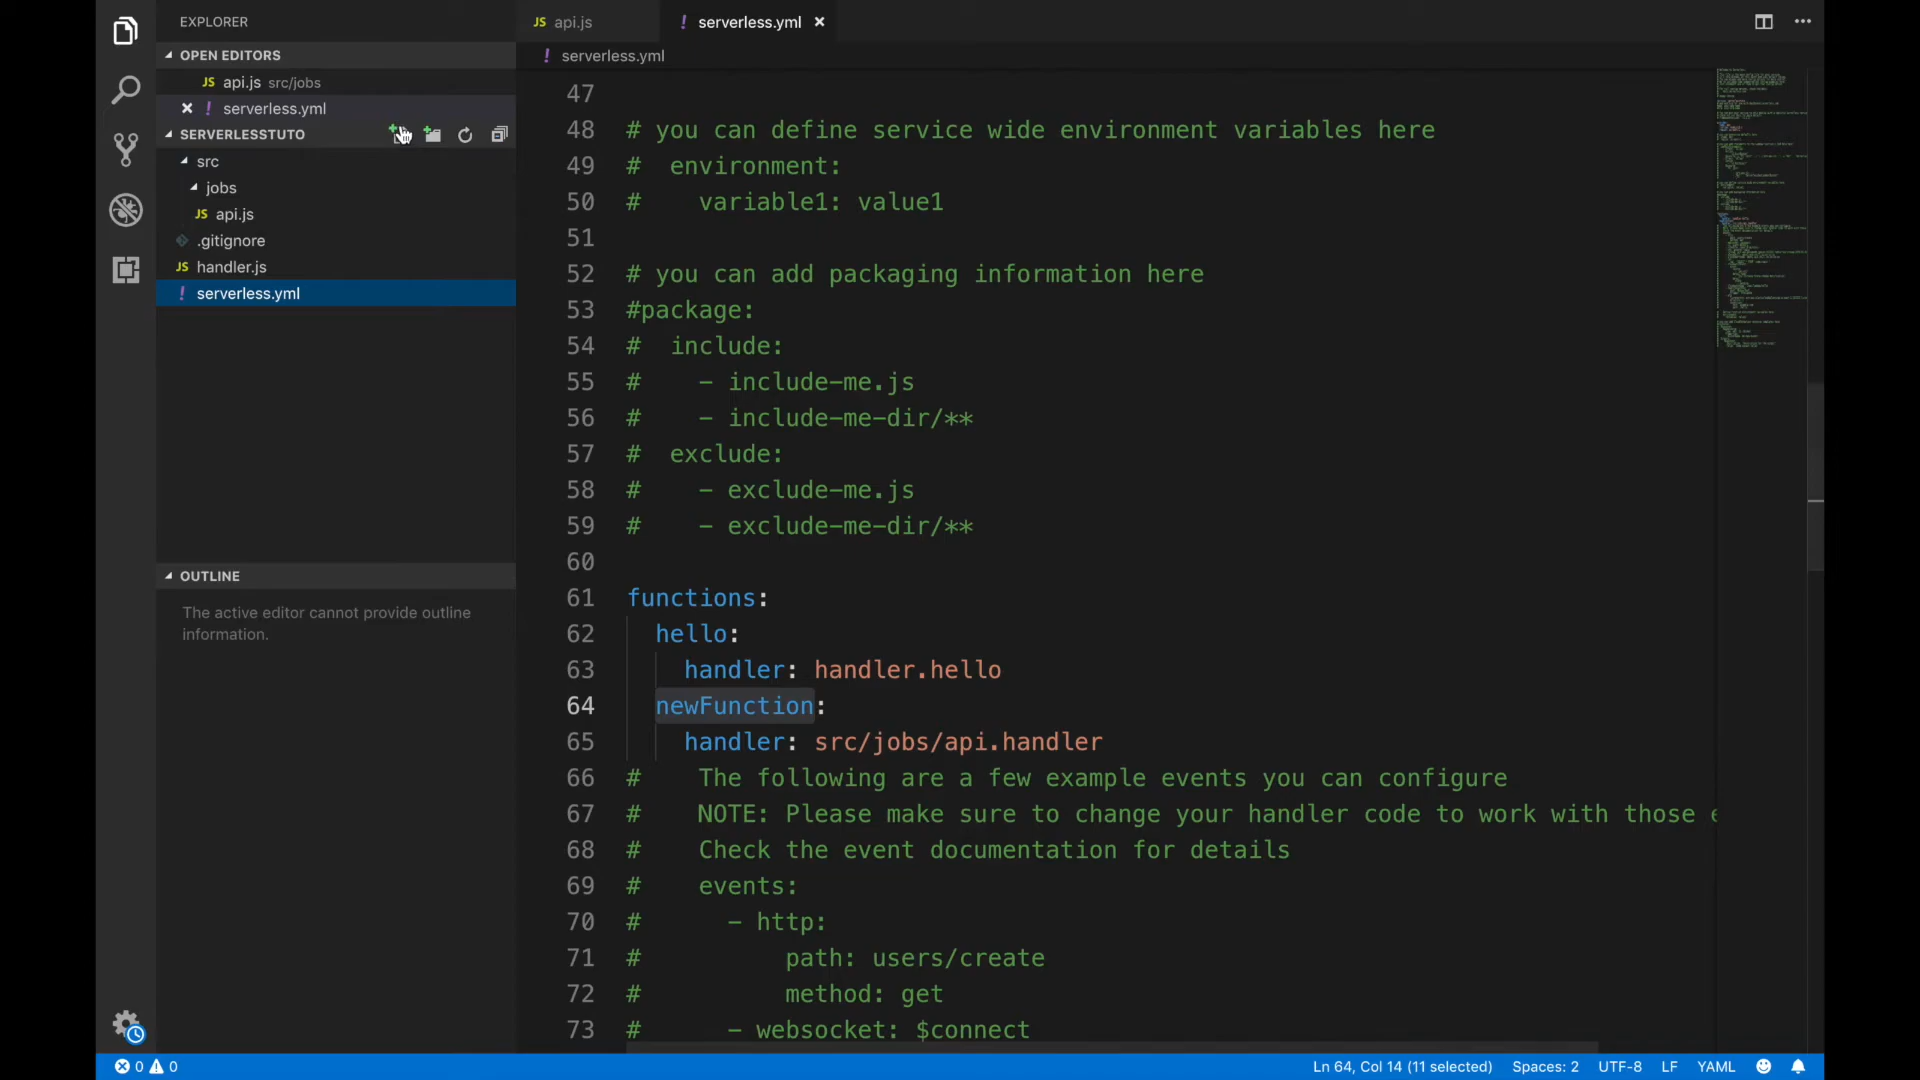 EXPLORER
OPEN EDITORS
JS api.js src/jobs
! serverless.yml
SERVERLESSTUTO
src
jobs
JS api.js
.gitignore
JS handler.js
! serverless.yml
OUTLINE
The active editor cannot provide outline
information.
JS api.js
! serverless.yml
! serverless.yml
47
48 # you can define service wide environment variables here
49 #  environment:
50 #    variable1: value1
51
52 # you can add packaging information here
53 #package:
54 #  include:
55 #    - include-me.js
56 #    - include-me-dir/**
57 #  exclude:
58 #    - exclude-me.js
59 #    - exclude-me-dir/**
60
61 functions:
62   hello:
63     handler: handler.hello
64   newFunction:
65     handler: src/jobs/api.handler
66 #    The following are a few example events you can configure
67 #    NOTE: Please make sure to change your handler code to work with those
68 #    Check the event documentation for details
69 #    events:
70 #      - http:
71 #          path: users/create
72 #          method: get
73 #      - websocket: $connect
0 0
Ln 64, Col 14 (11 selected) Spaces: 2 UTF-8 LF YAML